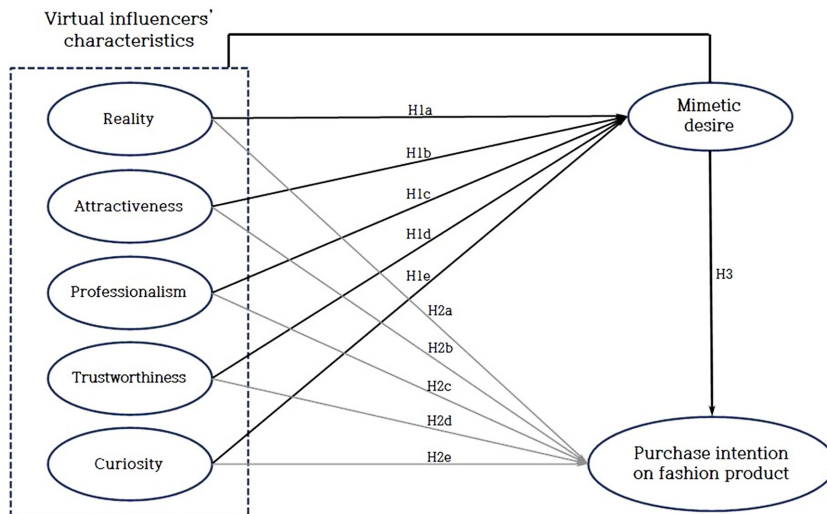 Virtual influencers'
characteristics
Reality
Attractiveness
Professionalism
Trustworthiness
Curiosity
H1a
H1b
H1c
H1d
H1e
H2a
H2b
H2c
H2d
H2e
Mimetic
desire
H3
Purchase intention
on fashion product